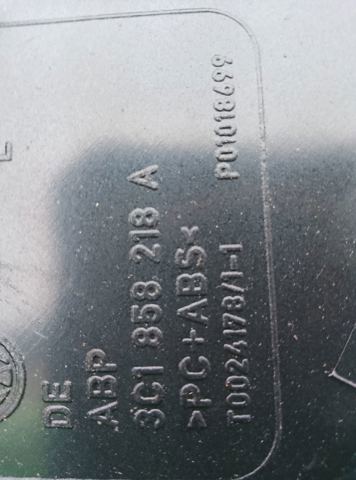 DE
ABP
3C1 858 218 A
>PC+ABS<
T0024178/1-1
P01018699